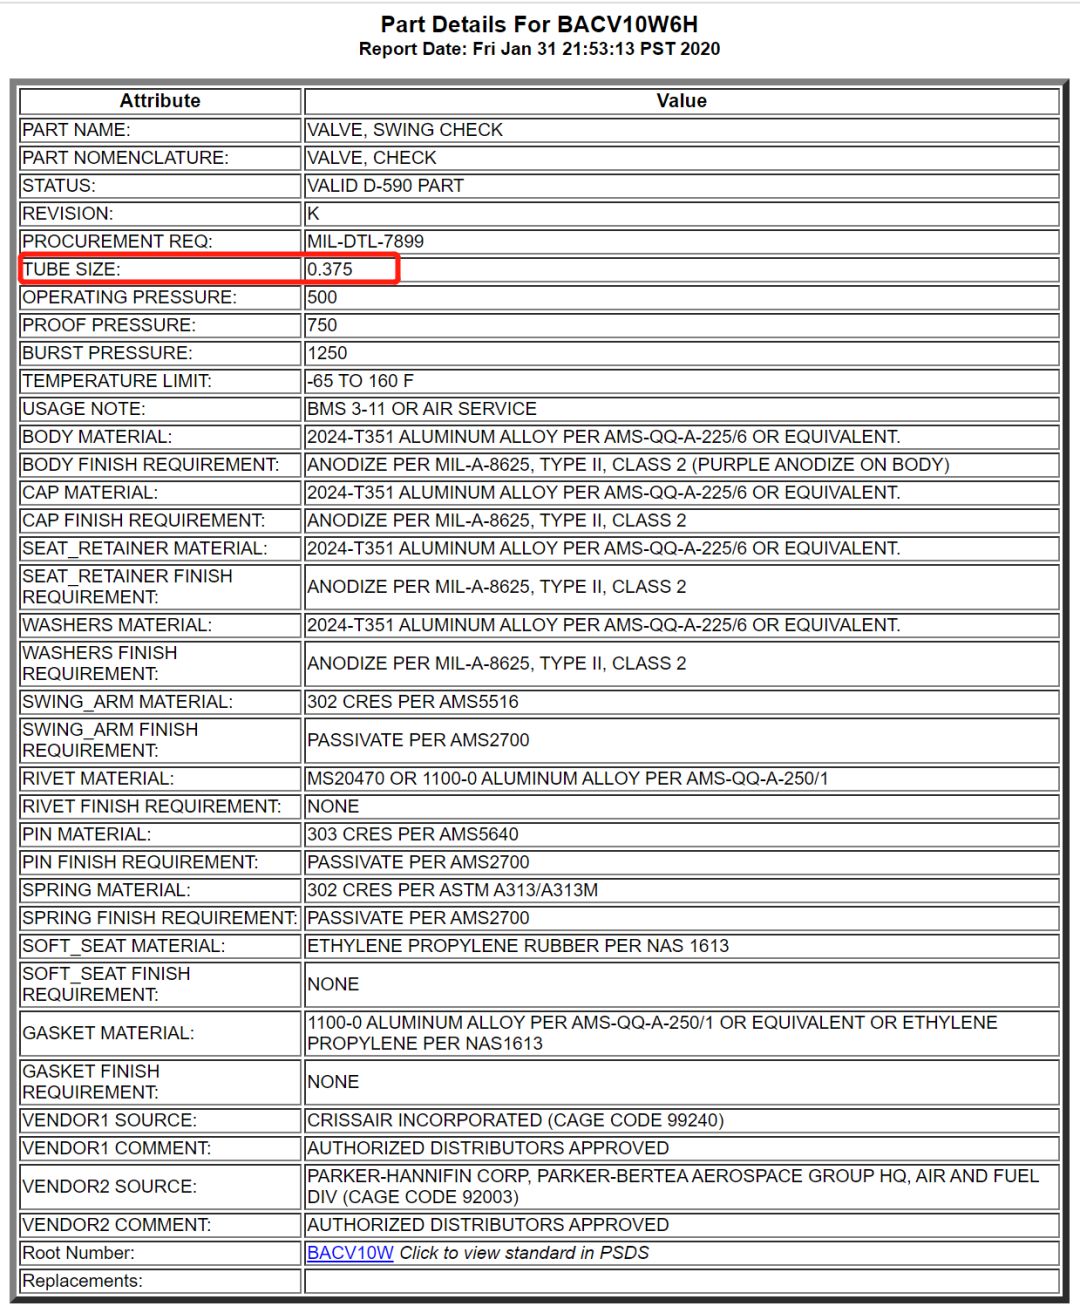 Part Details For BACV10W6H
Report Date: Fri Jan 31 21:53:13 PST 2020
Attribute Value
PART NAME: VALVE, SWING CHECK
PART NOMENCLATURE: VALVE, CHECK
STATUS: VALID D-590 PART
REVISION: K
PROCUREMENT REQ: MIL-DTL-7899
TUBE SIZE: 0.375
OPERATING PRESSURE: 500
PROOF PRESSURE: 750
BURST PRESSURE: 1250
TEMPERATURE LIMIT: -65 TO 160 F
USAGE NOTE: BMS 3-11 OR AIR SERVICE
BODY MATERIAL: 2024-T351 ALUMINUM ALLOY PER AMS-QQ-A-225/6 OR EQUIVALENT.
BODY FINISH REQUIREMENT: ANODIZE PER MIL-A-8625, TYPE II, CLASS 2 (PURPLE ANODIZE ON BODY)
CAP MATERIAL: 2024-T351 ALUMINUM ALLOY PER AMS-QQ-A-225/6 OR EQUIVALENT.
CAP FINISH REQUIREMENT: ANODIZE PER MIL-A-8625, TYPE II, CLASS 2
SEAT_RETAINER MATERIAL: 2024-T351 ALUMINUM ALLOY PER AMS-QQ-A-225/6 OR EQUIVALENT.
SEAT_RETAINER FINISH
REQUIREMENT: ANODIZE PER MIL-A-8625, TYPE II, CLASS 2
WASHERS MATERIAL: 2024-T351 ALUMINUM ALLOY PER AMS-QQ-A-225/6 OR EQUIVALENT.
WASHERS FINISH
REQUIREMENT: ANODIZE PER MIL-A-8625, TYPE II, CLASS 2
SWING_ARM MATERIAL: 302 CRES PER AMS5516
SWING_ARM FINISH
REQUIREMENT: PASSIVATE PER AMS2700
RIVET MATERIAL: MS20470 OR 1100-0 ALUMINUM ALLOY PER AMS-QQ-A-250/1
RIVET FINISH REQUIREMENT: NONE
PIN MATERIAL: 303 CRES PER AMS5640
PIN FINISH REQUIREMENT: PASSIVATE PER AMS2700
SPRING MATERIAL: 302 CRES PER ASTM A313/A313M
SPRING FINISH REQUIREMENT: PASSIVATE PER AMS2700
SOFT_SEAT MATERIAL: ETHYLENE PROPYLENE RUBBER PER NAS 1613
SOFT_SEAT FINISH
REQUIREMENT: NONE
GASKET MATERIAL: 1100-0 ALUMINUM ALLOY PER AMS-QQ-A-250/1 OR EQUIVALENT OR ETHYLENE
PROPYLENE PER NAS1613
GASKET FINISH
REQUIREMENT: NONE
VENDOR1 SOURCE: CRISSAIR INCORPORATED (CAGE CODE 99240)
VENDOR1 COMMENT: AUTHORIZED DISTRIBUTORS APPROVED
VENDOR2 SOURCE: PARKER-HANNIFIN CORP, PARKER-BERTEA AEROSPACE GROUP HQ, AIR AND FUEL
DIV (CAGE CODE 92003)
VENDOR2 COMMENT: AUTHORIZED DISTRIBUTORS APPROVED
Root Number: BACV10W Click to view standard in PSDS
Replacements: